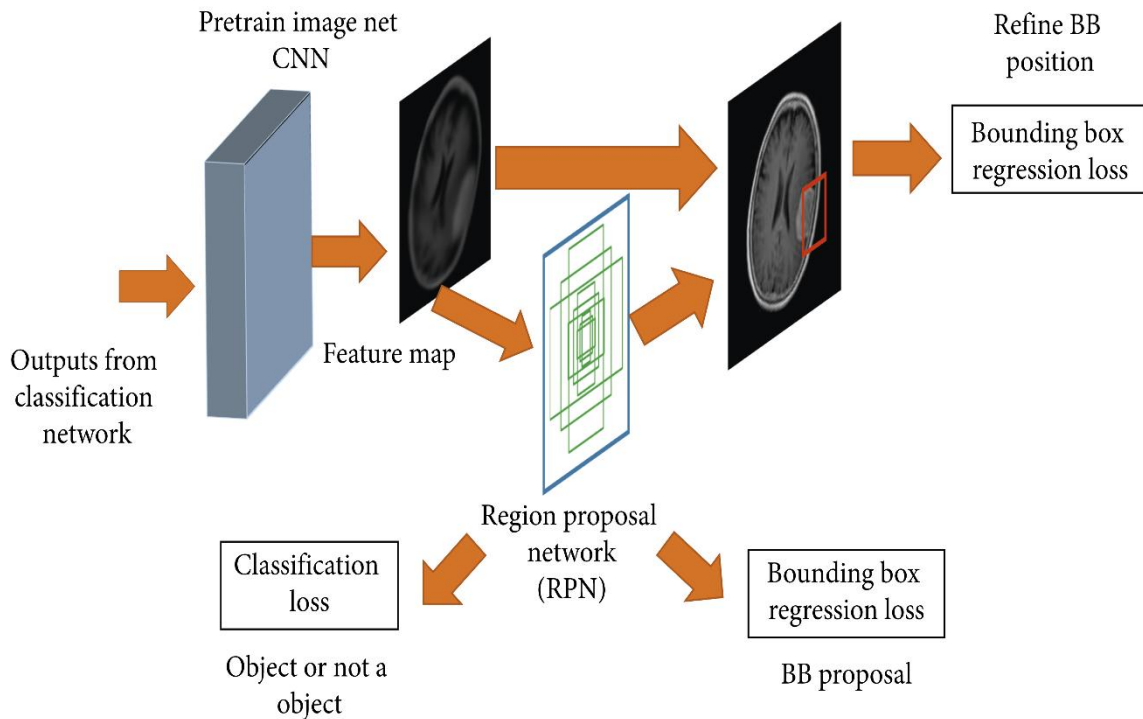 Pretrain image net
CNN
Refine BB
position
Bounding box
regression loss
Feature map
Outputs from
classification
network
Region proposal
network
(RPN)
Classification
loss
Object or not a
object
Bounding box
regression loss
BB proposal